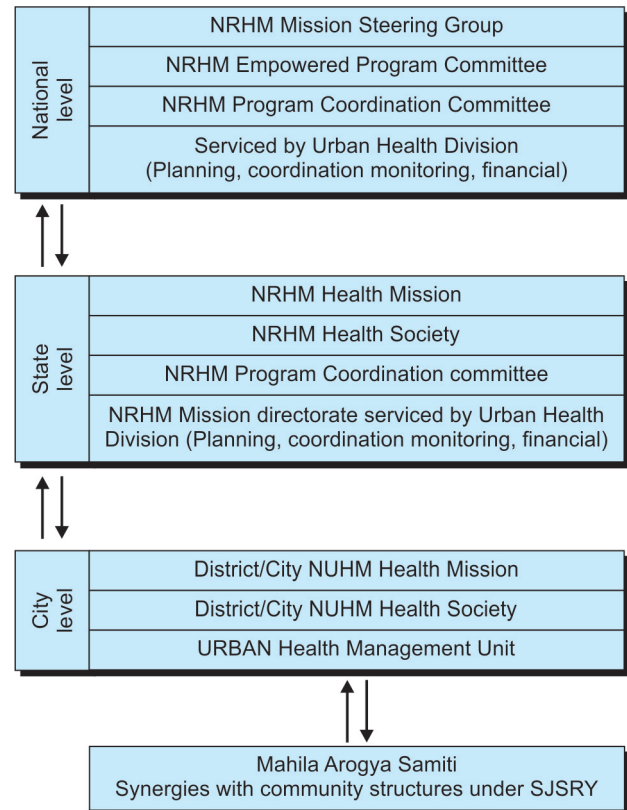 National
level
NRHM Mission Steering Group
NRHM Empowered Program Committee
NRHM Program Coordination Committee
Serviced by Urban Health Division
(Planning, coordination monitoring, financial)
State
level
NRHM Health Mission
NRHM Health Society
NRHM Program Coordination committee
NRHM Mission directorate serviced by Urban Health
Division (Planning, coordination monitoring, financial)
City
level
District/City NUHM Health Mission
District/City NUHM Health Society
URBAN Health Management Unit
Mahila Arogya Samiti
Synergies with community structures under SJSRY